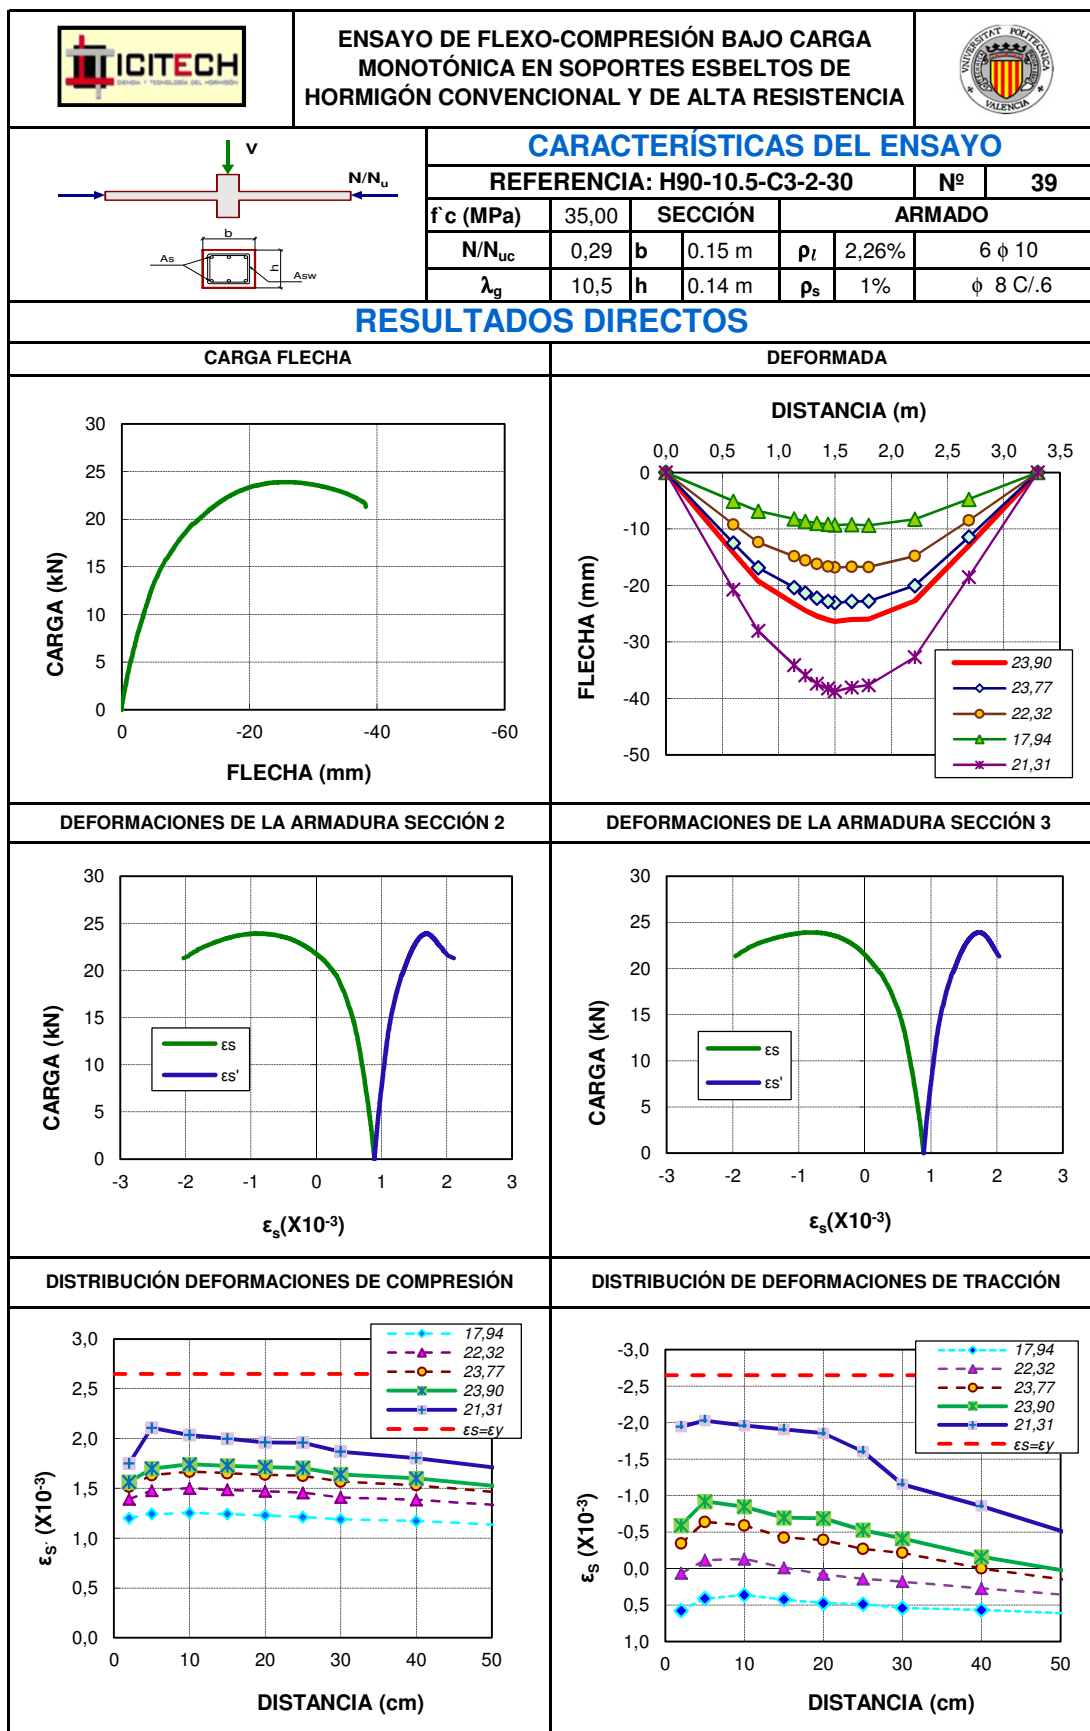 ICITECH
CIENCIA Y TECNOLOGÍA DEL HORMIGÓN
ENSAYO DE FLEXO-COMPRESIÓN BAJO CARGA
MONOTÓNICA EN SOPORTES ESBELTOS DE
HORMIGÓN CONVENCIONAL Y DE ALTA RESISTENCIA
VNIVERSITAT POLITECNICA
VALENCIA
V
N/Nu
b
As
h
Asw
CARACTERÍSTICAS DEL ENSAYO
REFERENCIA: H90-10.5-C3-2-30 Nº 39
f`c (MPa) 35,00 SECCIÓN ARMADO
N/Nuc 0,29 b 0.15 m ρl 2,26% 6 ϕ 10
λg 10,5 h 0.14 m ρs 1% ϕ 8 C/.6
RESULTADOS DIRECTOS
CARGA FLECHA
30
25
20
15
10
5
0
0 -20 -40 -60
CARGA (kN)
FLECHA (mm)
DEFORMADA
DISTANCIA (m)
0,0 0,5 1,0 1,5 2,0 2,5 3,0 3,5
0,0
-10
-20
-30
-40
-50
FLECHA (mm)
23,90
23,77
22,32
17,94
21,31
DEFORMACIONES DE LA ARMADURA SECCIÓN 2
30
25
20
15
10
5
0
-3 -2 -1 0 1 2 3
CARGA (kN)
εs
εs'
εs(X10-3)
DEFORMACIONES DE LA ARMADURA SECCIÓN 3
30
25
20
15
10
5
0
-3 -2 -1 0 1 2 3
CARGA (kN)
εs
εs'
εs(X10-3)
DISTRIBUCIÓN DEFORMACIONES DE COMPRESIÓN
3,0
2,5
2,0
1,5
1,0
0,5
0,0
0 10 20 30 40 50
εS' (X10-3)
DISTANCIA (cm)
17,94
22,32
23,77
23,90
21,31
εs=εy
DISTRIBUCIÓN DE DEFORMACIONES DE TRACCIÓN
-3,0
-2,5
-2,0
-1,5
-1,0
-0,5
0,0
0,5
1,0
0 10 20 30 40 50
εS (X10-3)
DISTANCIA (cm)
17,94
22,32
23,77
23,90
21,31
εs=εy